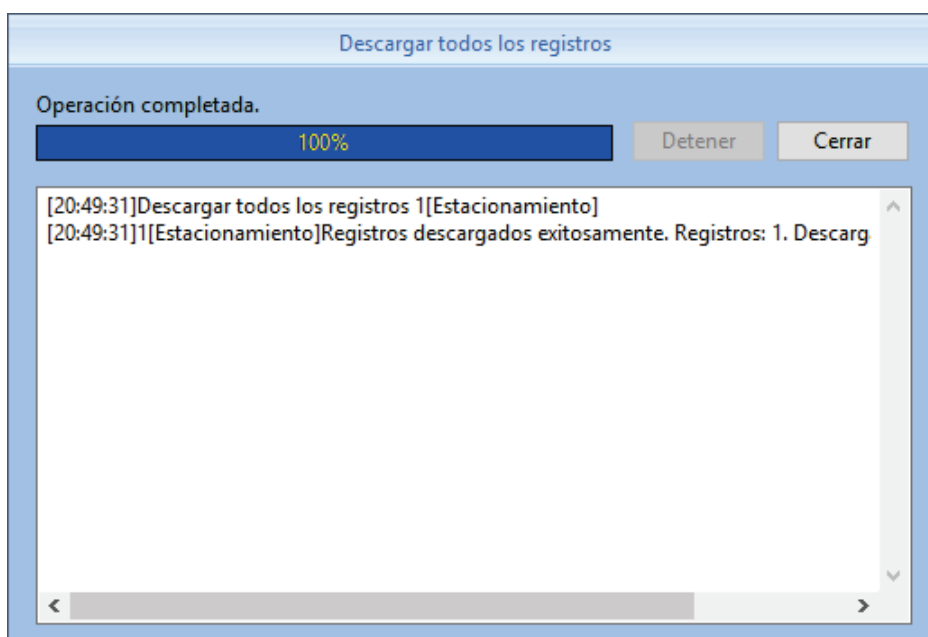 Descargar todos los registros
Operación completada.
100%
Detener
Cerrar
[20:49:31]Descargar todos los registros 1[Estacionamiento]
[20:49:31]1[Estacionamiento]Registros descargados exitosamente. Registros: 1. Descarg